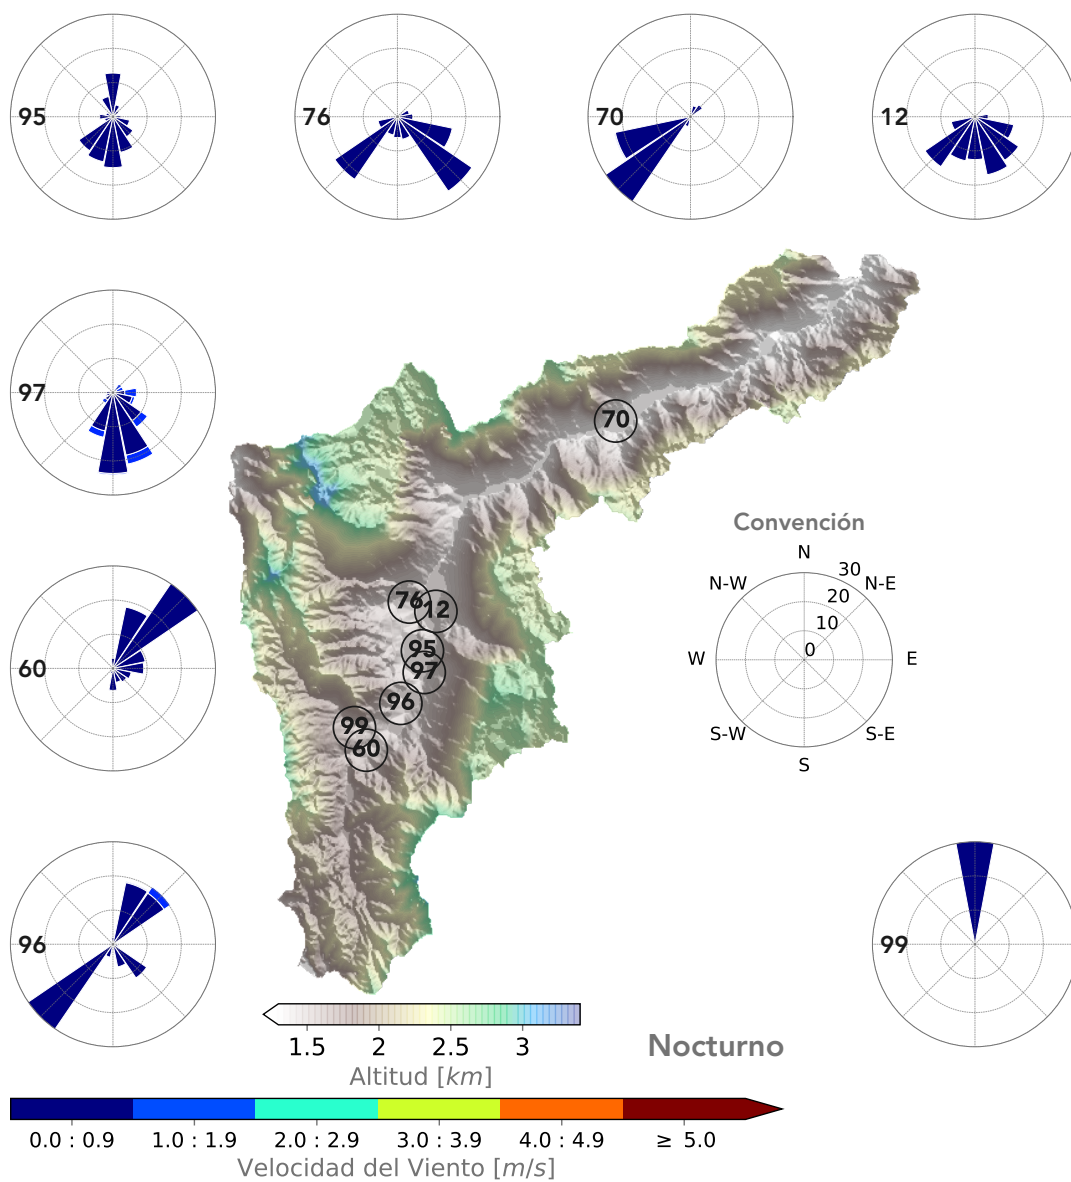 95
76
70
12
97
70
Convención
N
N-W
30
N-E
20
10
W
0
E
S-W
S-E
S
76
12
95
97
96
99
60
60
96
99
1.5 2 2.5 3
Altitud [km]
Nocturno
0.0 : 0.9 1.0 : 1.9 2.0 : 2.9 3.0 : 3.9 4.0 : 4.9 ≥ 5.0
Velocidad del Viento [m/s]